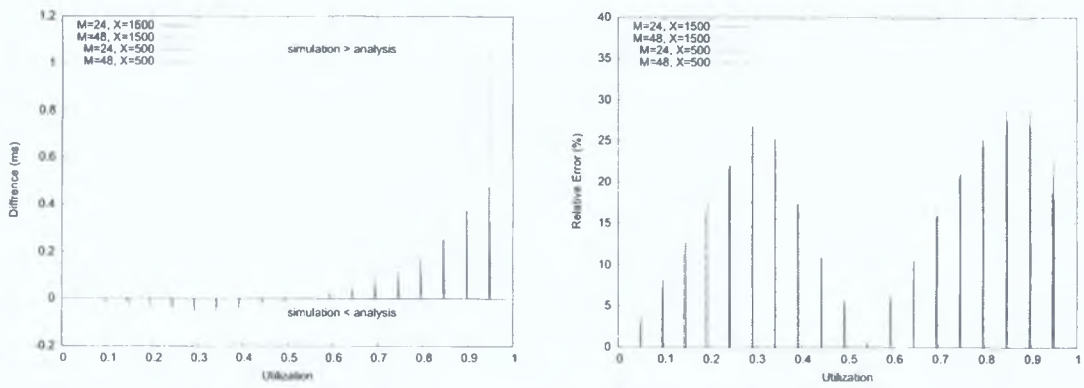 1.2
1
0.8
0.6
0.4
0.2
0
-0.2
Diffrence (ms)
M=24, X=1500
M=48, X=1500
M=24, X=500
M=48, X=500
simulation > analysis
simulation < analysis
0 0.1 0.2 0.3 0.4 0.5 0.6 0.7 0.8 0.9 1
Utilization
40
35
30
25
20
15
10
5
0
Relative Error (%)
M=24, X=1500
M=48, X=1500
M=24, X=500
M=48, X=500
0 0.1 0.2 0.3 0.4 0.5 0.6 0.7 0.8 0.9 1
Utilization